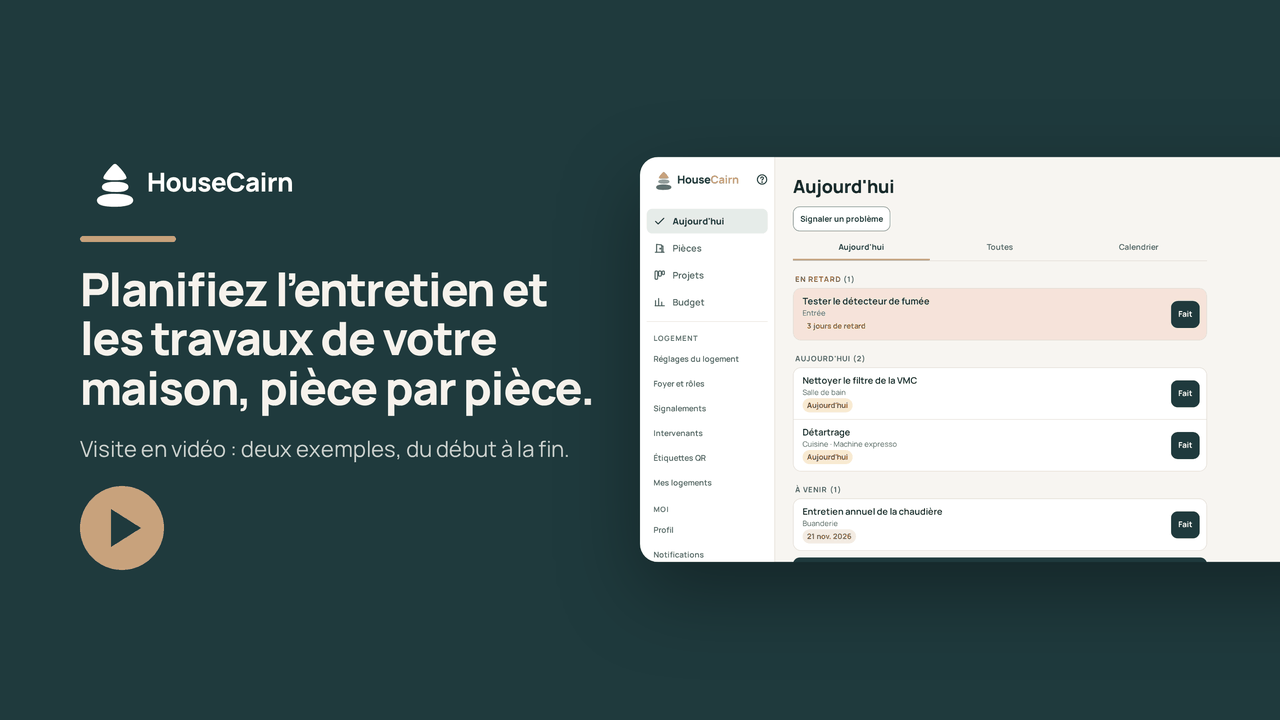 HouseCairn
Planifiez l’entretien et
les travaux de votre
maison, pièce par pièce.
Visite en vidéo : deux exemples, du début à la fin.
HouseCairn
Aujourd'hui
Pièces
Projets
Budget
LOGEMENT
Réglages du logement
Foyer et rôles
Signalements
Intervenants
Étiquettes QR
Mes logements
MOI
Profil
Notifications
Aujourd'hui
Signaler un problème
Aujourd'hui Toutes Calendrier
EN RETARD (1)
Tester le détecteur de fumée
Entrée
3 jours de retard
Fait
AUJOURD'HUI (2)
Nettoyer le filtre de la VMC
Salle de bain
Aujourd'hui
Fait
Détartrage
Cuisine · Machine expresso
Aujourd'hui
Fait
À VENIR (1)
Entretien annuel de la chaudière
Buanderie
21 nov. 2026
Fait